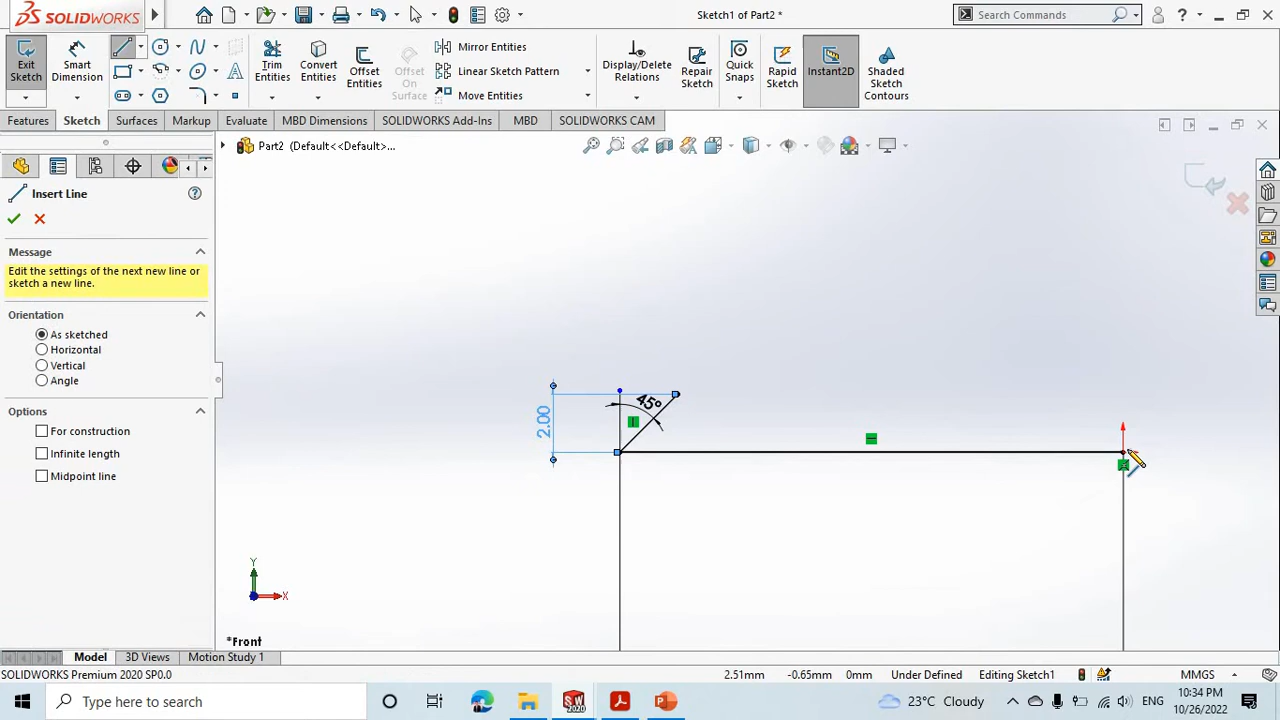 SOLIDWORKS
Sketch1 of Part2 *
Search Commands
Exit Sketch
Smart Dimension
Trim Entities
Convert Entities
Offset Entities
Offset On Surface
Mirror Entities
Linear Sketch Pattern
Move Entities
Display/Delete Relations
Repair Sketch
Quick Snaps
Rapid Sketch
Instant2D
Shaded Sketch Contours
Features
Sketch
Surfaces
Markup
Evaluate
MBD Dimensions
SOLIDWORKS Add-Ins
MBD
SOLIDWORKS CAM
Part2 (Default<<Default>...
Insert Line
Message
Edit the settings of the next new line or
sketch a new line.
Orientation
As sketched
Horizontal
Vertical
Angle
Options
For construction
Infinite length
Midpoint line
2.00
45°
Y
X
*Front
Model
3D Views
Motion Study 1
SOLIDWORKS Premium 2020 SP0.0
2.51mm
-0.65mm
0mm
Under Defined
Editing Sketch1
MMGS
Type here to search
SW
2020
23°C Cloudy
ENG
10:34 PM
10/26/2022